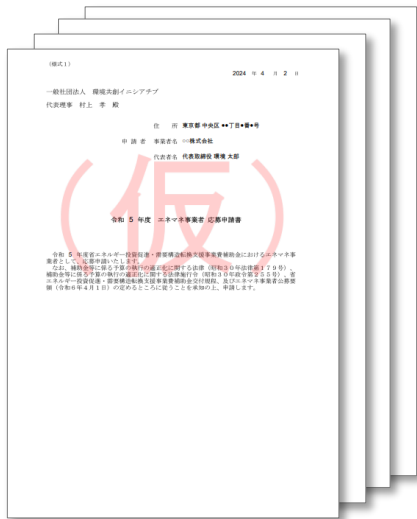 （様式１）
2024 年 4 月 2 日
一般社団法人 環境共創イニシアチブ
代表理事 村上 孝 殿
住 所 東京都 中央区 ●●丁目●番●号
申 請 者 事業者名 ○○株式会社
代表者名 代表取締役 環境 太郎
（仮）
令和 5 年度 エネマネ事業者 応募申請書
令和 5 年度省エネルギー投資促進・需要構造転換支援事業費補助金におけるエネマネ事
業者として、応募申請いたします。
なお、補助金等に係る予算の執行の適正化に関する法律（昭和３０年法律第１７９号）、
補助金等に係る予算の執行の適正化に関する法律施行令（昭和３０年政令第２５５号）、省
エネルギー投資促進・需要構造転換支援事業費補助金交付規程、及びエネマネ事業者公募要
領（令和６年４月１日）の定めるところに従うことを承知の上、申請します。